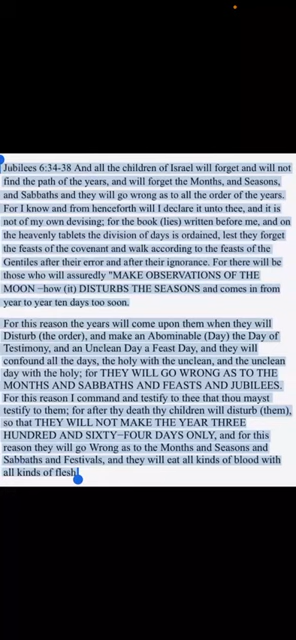 Jubilees 6:34-38 And all the children of Israel will forget and will not
find the path of the years, and will forget the Months, and Seasons,
and Sabbaths and they will go wrong as to all the order of the years.
For I know and from henceforth will I declare it unto thee, and it is
not of my own devising; for the book (lies) written before me, and on
the heavenly tablets the division of days is ordained, lest they forget
the feasts of the covenant and walk according to the feasts of the
Gentiles after their error and after their ignorance. For there will be
those who will assuredly "MAKE OBSERVATIONS OF THE
MOON −how (it) DISTURBS THE SEASONS and comes in from
year to year ten days too soon.
For this reason the years will come upon them when they will
Disturb (the order), and make an Abominable (Day) the Day of
Testimony, and an Unclean Day a Feast Day, and they will
confound all the days, the holy with the unclean, and the unclean
day with the holy; for THEY WILL GO WRONG AS TO THE
MONTHS AND SABBATHS AND FEASTS AND JUBILEES.
For this reason I command and testify to thee that thou mayst
testify to them; for after thy death thy children will disturb (them),
so that THEY WILL NOT MAKE THE YEAR THREE
HUNDRED AND SIXTY−FOUR DAYS ONLY, and for this
reason they will go Wrong as to the Months and Seasons and
Sabbaths and Festivals, and they will eat all kinds of blood with
all kinds of flesh